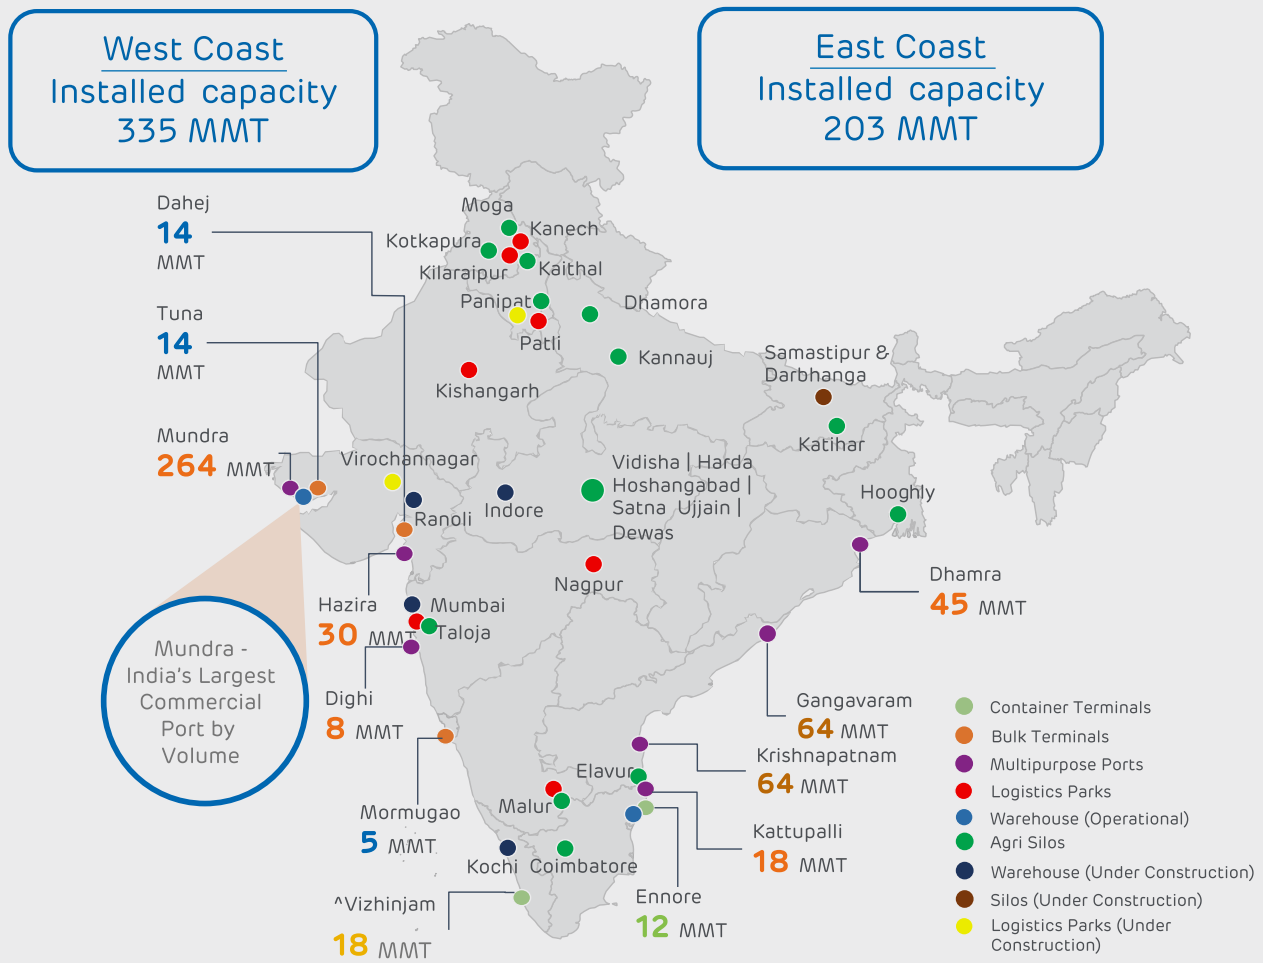 West Coast
Installed capacity
335 MMT
East Coast
Installed capacity
203 MMT
Dahej
14
MMT
Tuna
14
MMT
Mundra
264 MMT
Moga
Kanech
Kotkapura
Kilaraipur
Kaithal
Panipat
Patli
Dhamora
Kannauj
Kishangarh
Samastipur &
Darbhanga
Katihar
Virochannagar
Ranoli
Indore
Vidisha | Harda
Hoshangabad |
Satna Ujjain |
Dewas
Hooghly
Nagpur
Dhamra
45 MMT
Hazira
30 MMT
Mumbai
Taloja
Mundra -
India's Largest
Commercial
Port by
Volume
Dighi
8 MMT
Gangavaram
64 MMT
Krishnapatnam
64 MMT
Elavur
Malur
Mormugao
5 MMT
Kattupalli
18 MMT
Kochi
Coimbatore
Ennore
12 MMT
^Vizhinjam
18 MMT
Container Terminals
Bulk Terminals
Multipurpose Ports
Logistics Parks
Warehouse (Operational)
Agri Silos
Warehouse (Under Construction)
Silos (Under Construction)
Logistics Parks (Under
Construction)